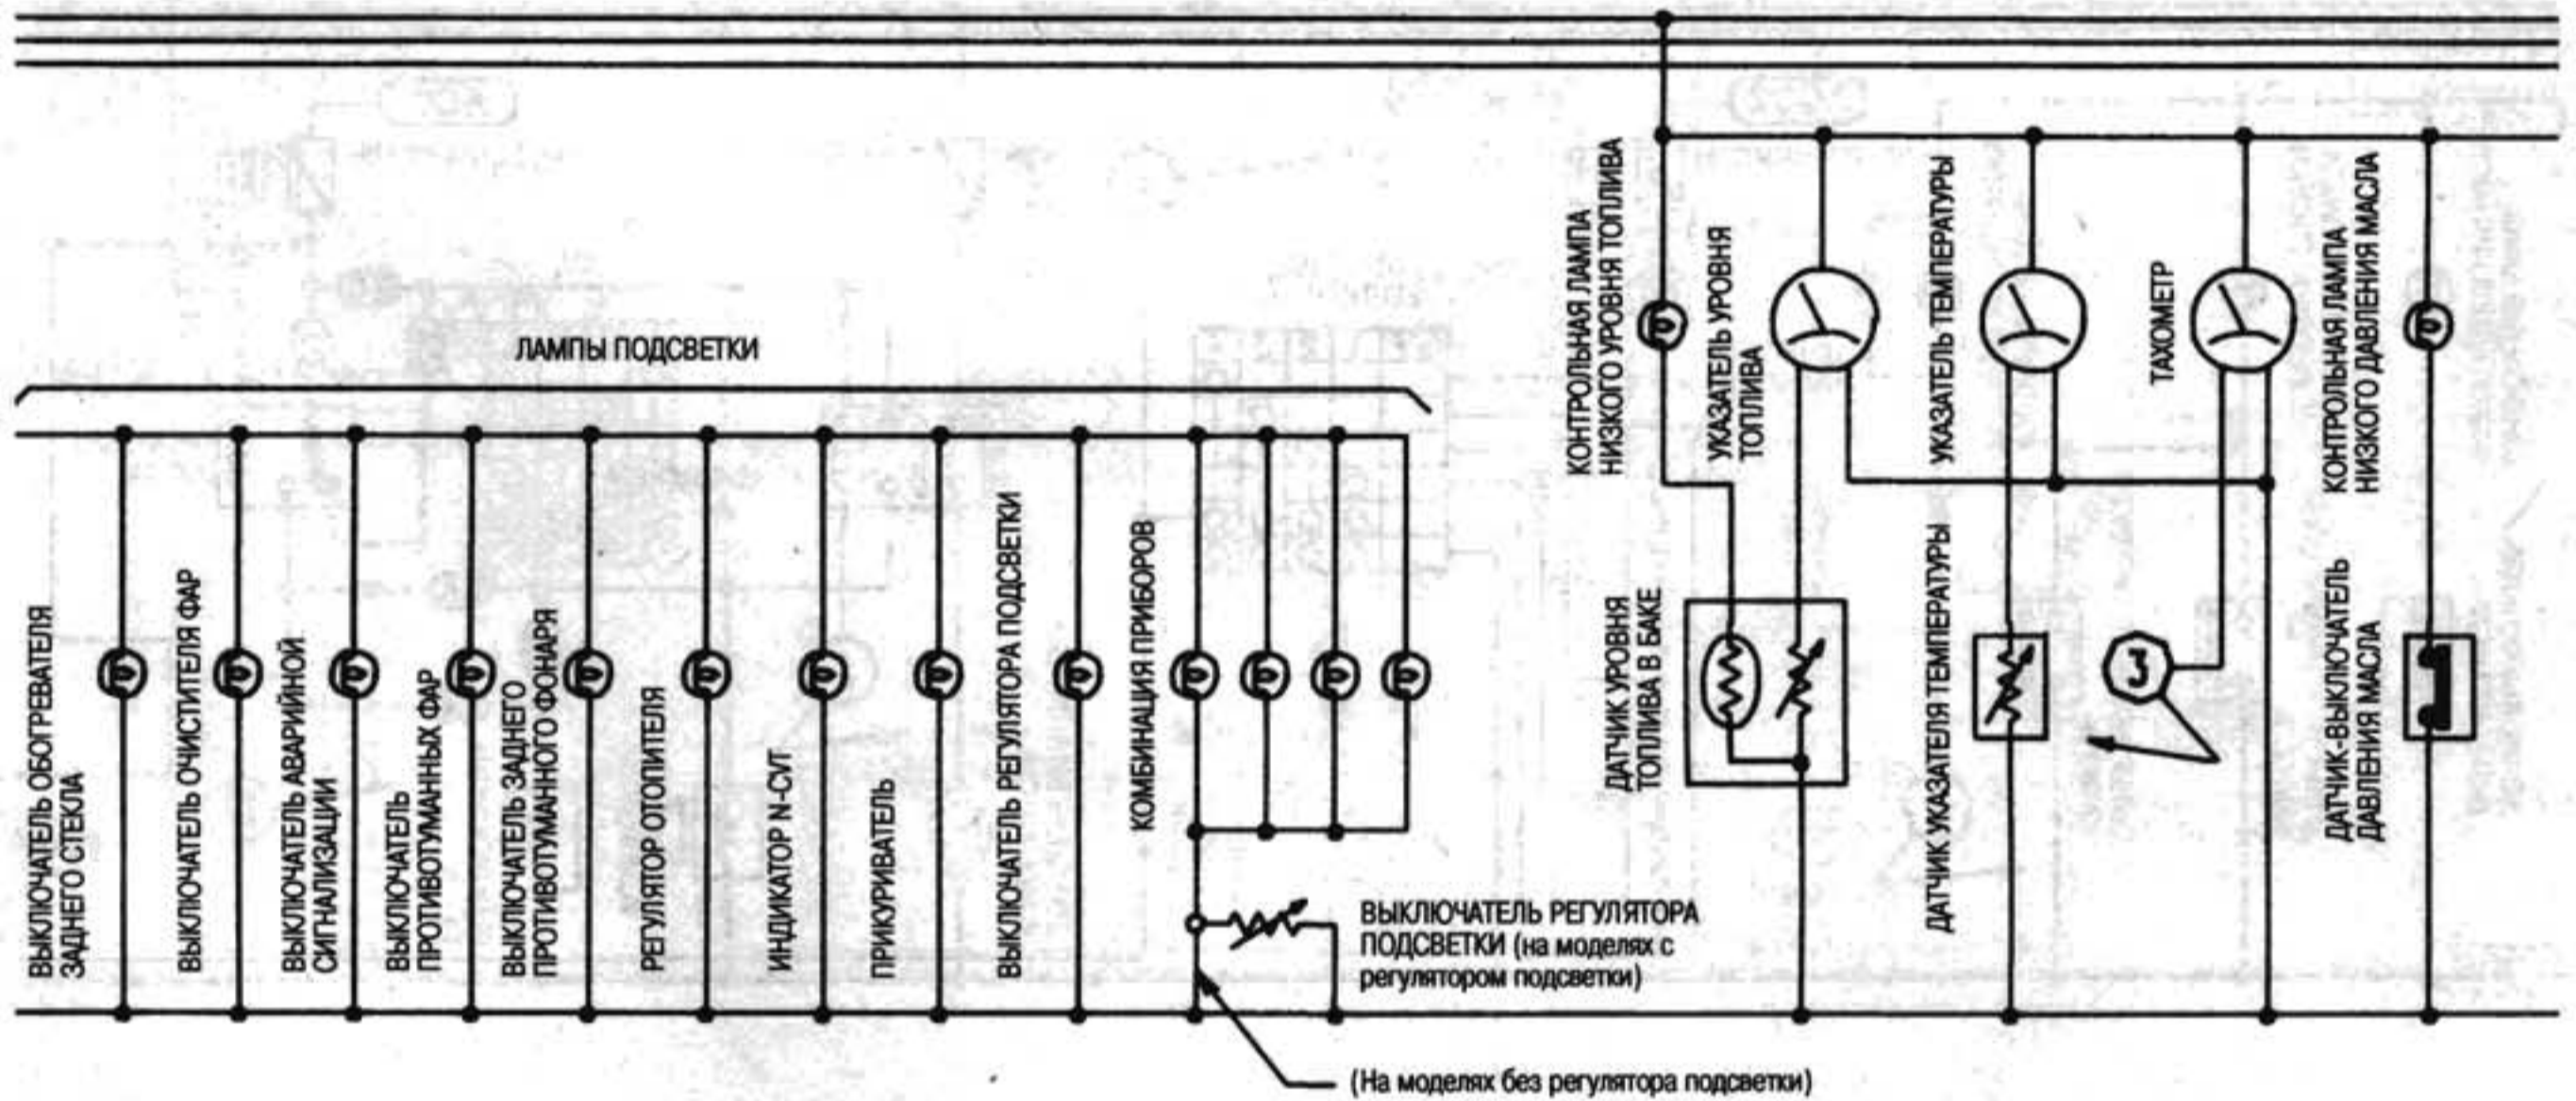 ЛАМПЫ ПОДСВЕТКИ
ВЫКЛЮЧАТЕЛЬ ОБОГРЕВАТЕЛЯ
ЗАДНЕГО СТЕКЛА
ВЫКЛЮЧАТЕЛЬ ОЧИСТИТЕЛЯ ФАР
ВЫКЛЮЧАТЕЛЬ АВАРИЙНОЙ
СИГНАЛИЗАЦИИ
ВЫКЛЮЧАТЕЛЬ
ПРОТИВОТУМАННЫХ ФАР
ВЫКЛЮЧАТЕЛЬ ЗАДНЕГО
ПРОТИВОТУМАННОГО ФОНАРЯ
РЕГУЛЯТОР ОТОПИТЕЛЯ
ИНДИКАТОР N-CVT
ПРИКУРИВАТЕЛЬ
ВЫКЛЮЧАТЕЛЬ РЕГУЛЯТОРА ПОДСВЕТКИ
КОМБИНАЦИЯ ПРИБОРОВ
ВЫКЛЮЧАТЕЛЬ РЕГУЛЯТОРА
ПОДСВЕТКИ (на моделях с
регулятором подсветки)
(На моделях без регулятора подсветки)
КОНТРОЛЬНАЯ ЛАМПА
НИЗКОГО УРОВНЯ ТОПЛИВА
УКАЗАТЕЛЬ УРОВНЯ
ТОПЛИВА
ДАТЧИК УРОВНЯ
ТОПЛИВА В БАКЕ
УКАЗАТЕЛЬ ТЕМПЕРАТУРЫ
ДАТЧИК УКАЗАТЕЛЯ ТЕМПЕРАТУРЫ
ТАХОМЕТР
J
КОНТРОЛЬНАЯ ЛАМПА
НИЗКОГО ДАВЛЕНИЯ МАСЛА
ДАТЧИК-ВЫКЛЮЧАТЕЛЬ
ДАВЛЕНИЯ МАСЛА